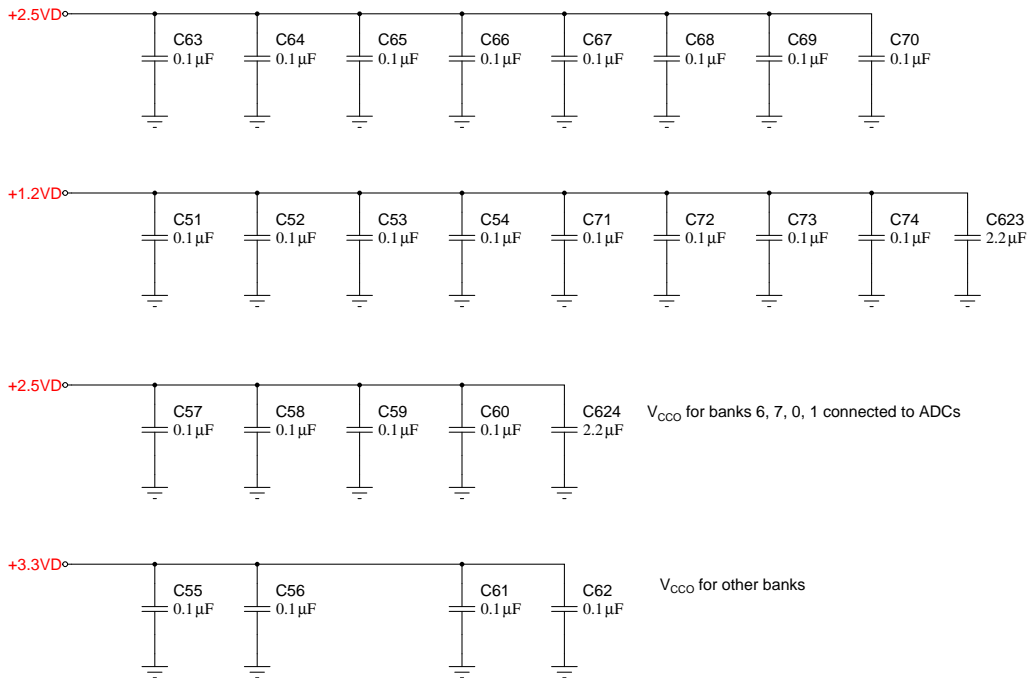 +2.5VD
C63 C64 C65 C66 C67 C68 C69 C70
0.1µF 0.1µF 0.1µF 0.1µF 0.1µF 0.1µF 0.1µF 0.1µF
+1.2VD
C51 C52 C53 C54 C71 C72 C73 C74 C623
0.1µF 0.1µF 0.1µF 0.1µF 0.1µF 0.1µF 0.1µF 0.1µF 2.2µF
+2.5VD
C57 C58 C59 C60 C624 VCCO for banks 6, 7, 0, 1 connected to ADCs
0.1µF 0.1µF 0.1µF 0.1µF 2.2µF
+3.3VD
VCCO for other banks
C55 C56 C61 C62
0.1µF 0.1µF 0.1µF 0.1µF